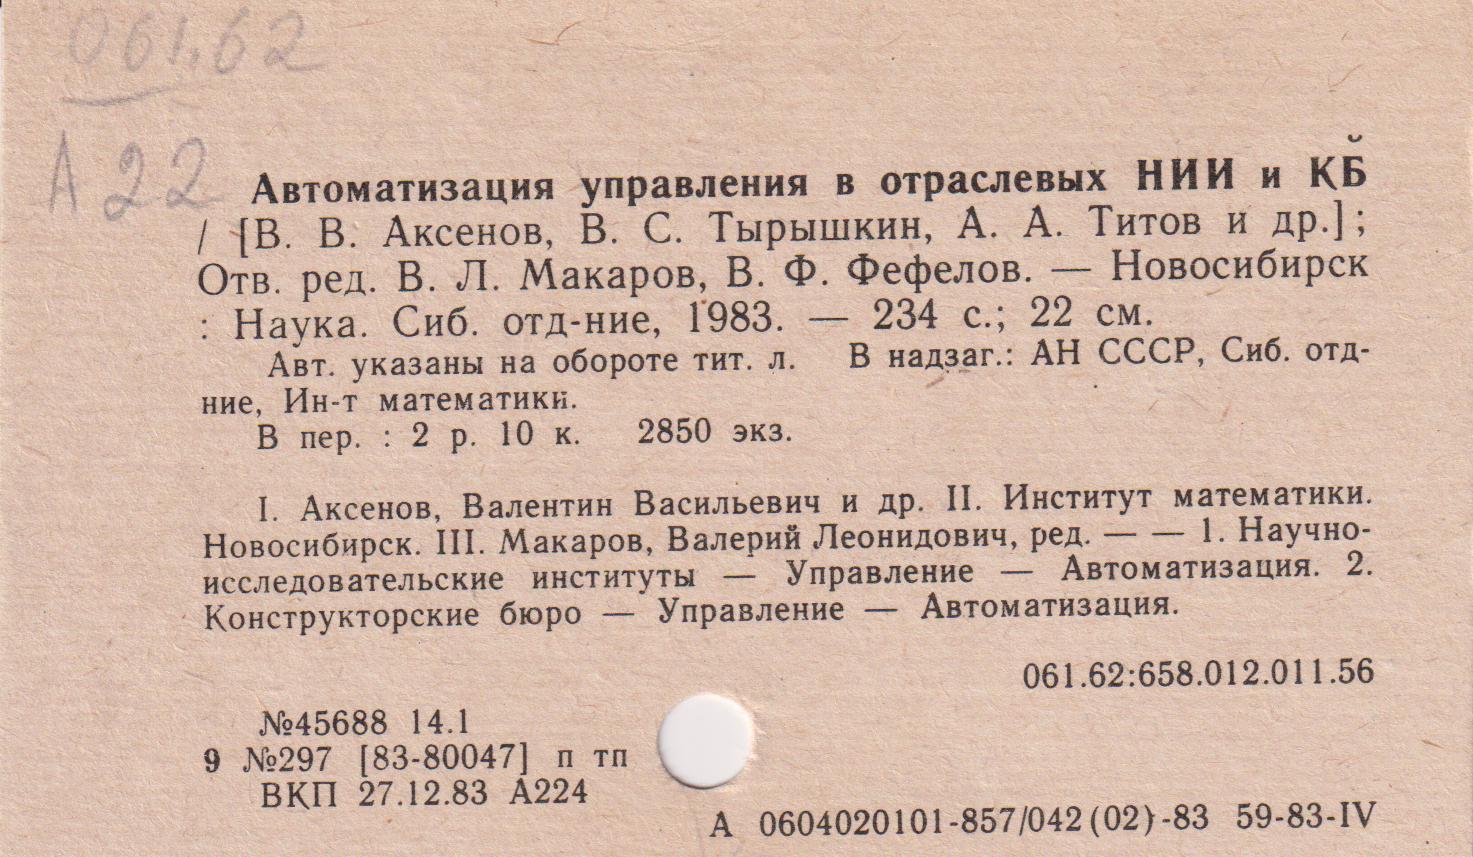 061.62
А 22
Автоматизация управления в отраслевых НИИ и КБ
/ [В. В. Аксенов, В. С. Тырышкин, А. А. Титов и др.] ;
Отв. ред. В. Л. Макаров, В. Ф. Фефелов. — Новосибирск
: Наука. Сиб. отд-ние, 1983. — 234 с.; 22 см.
Авт. указаны на обороте тит. л. В надзаг.: АН СССР, Сиб. отд-
ние, Ин-т математики.
В пер. : 2 р. 10 к. 2850 экз.
I. Аксенов, Валентин Васильевич и др. II. Институт математики.
Новосибирск. III. Макаров, Валерий Леонидович, ред. — — 1. Научно-
исследовательские институты — Управление — Автоматизация. 2.
Конструкторские бюро — Управление — Автоматизация.
061.62:658.012.011.56
№45688 14.1
9 №297 [83-80047] п тп
ВКП 27.12.83 А224
А 0604020101-857/042(02)-83 59-83-IV